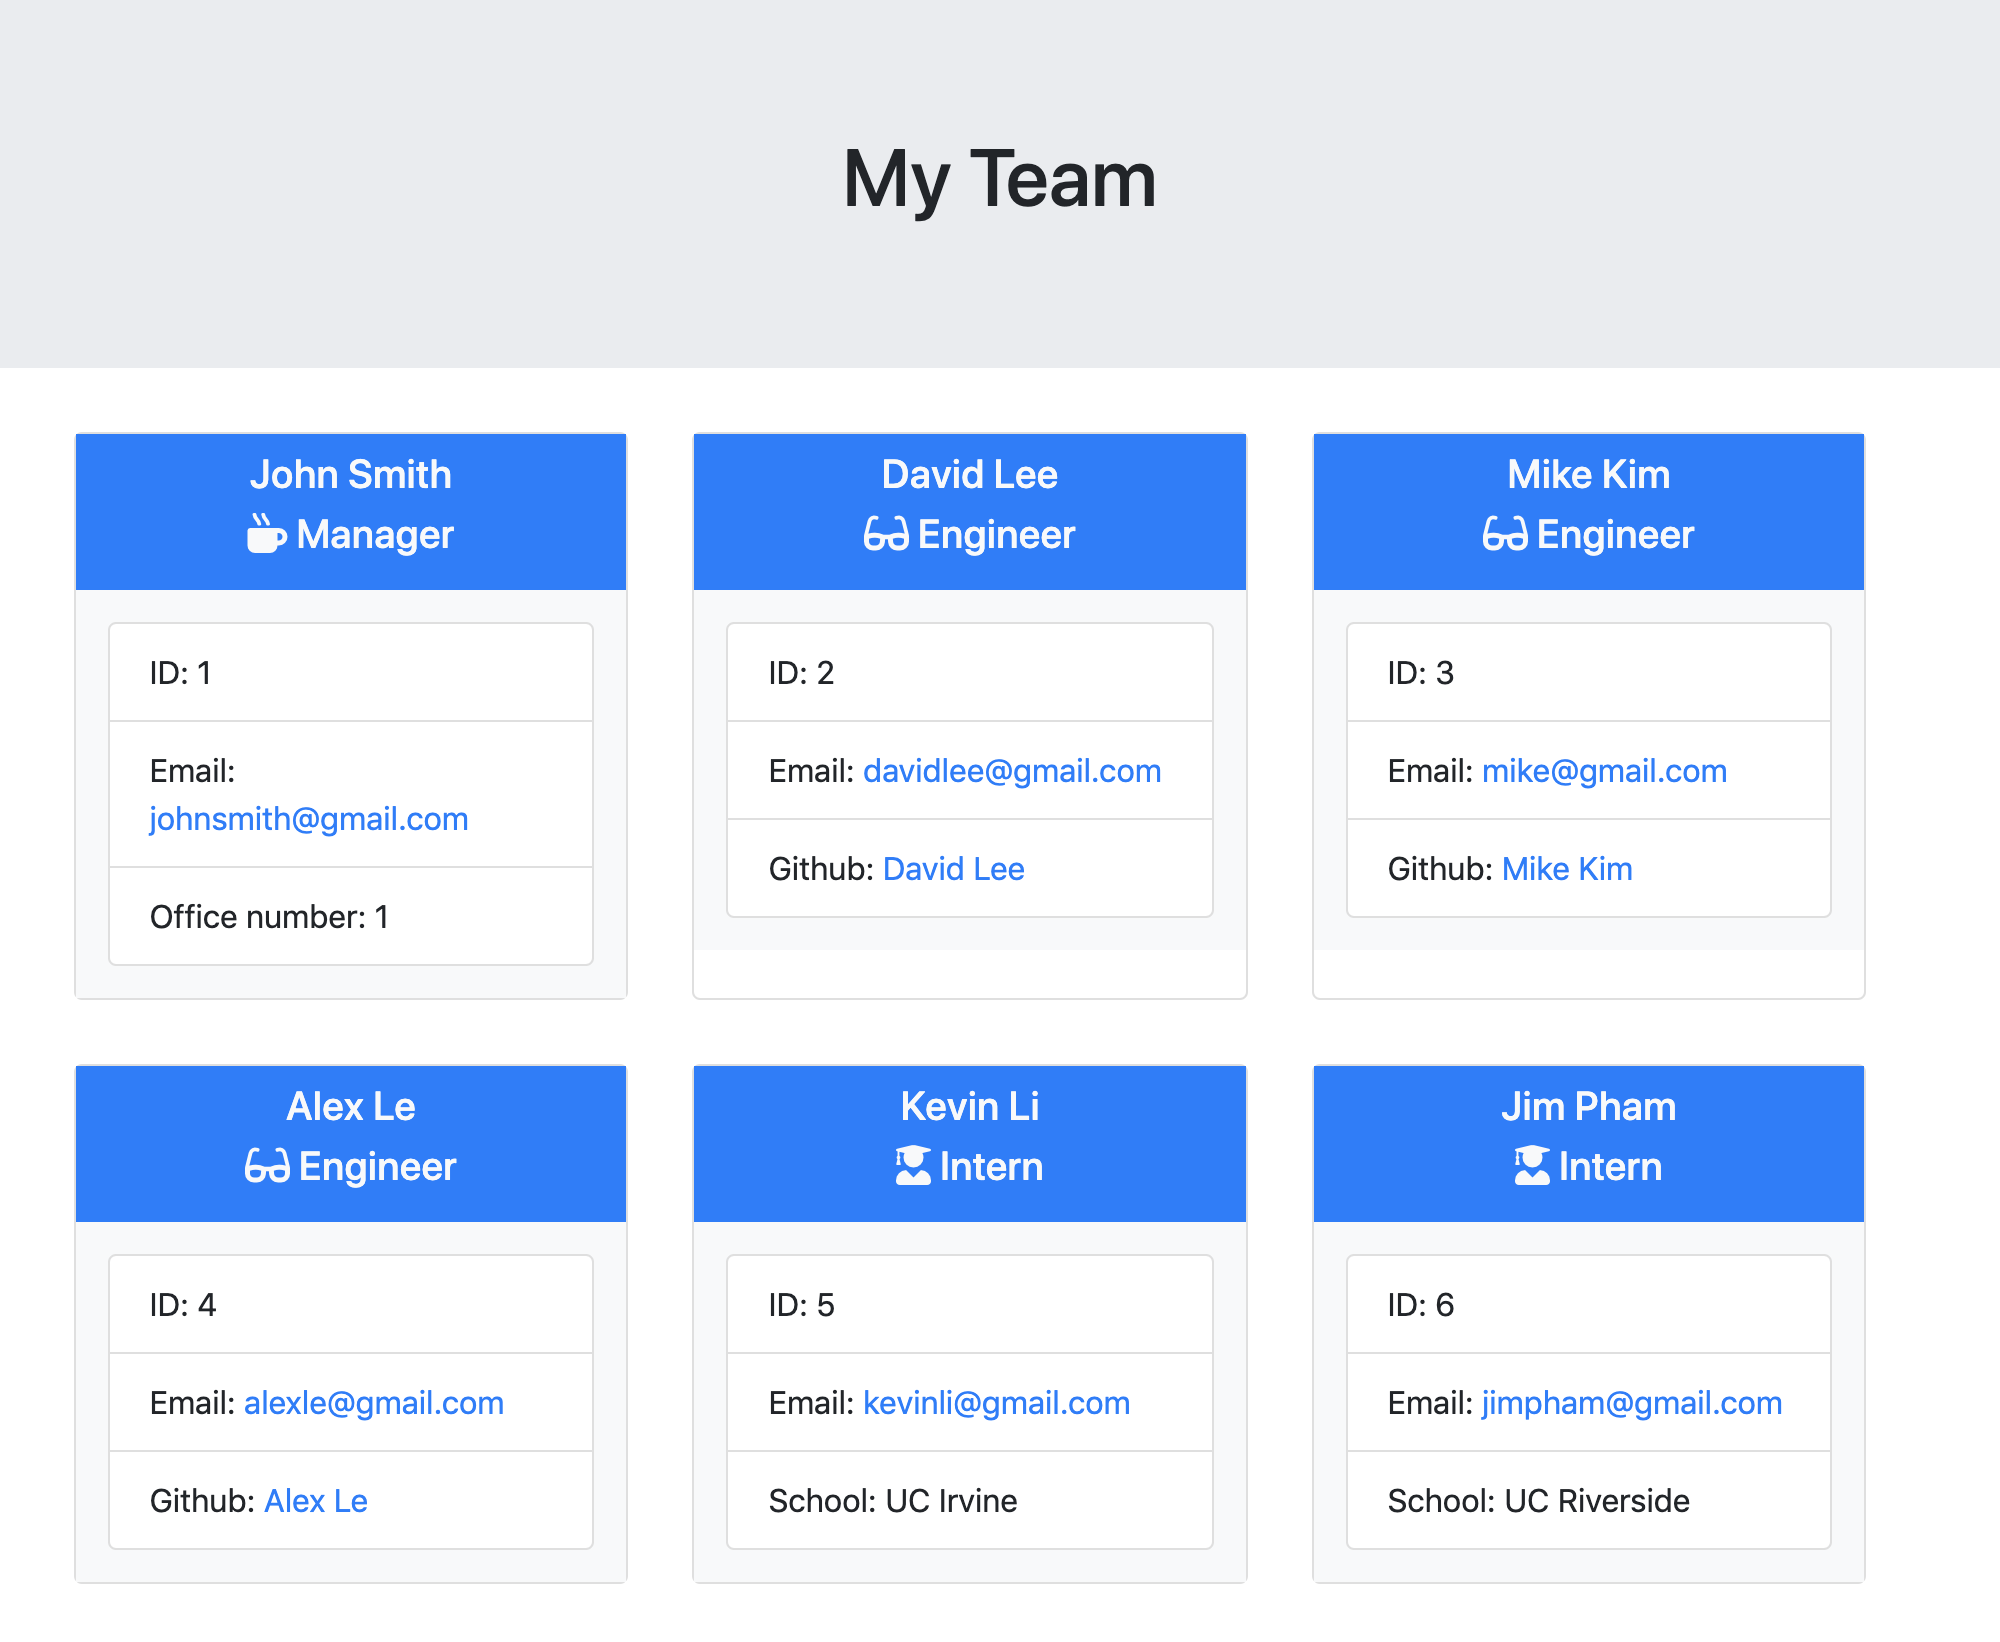 My Team
John Smith
Manager
ID: 1
Email:
johnsmith@gmail.com
Office number: 1
David Lee
Engineer
ID: 2
Email: davidlee@gmail.com
Github: David Lee
Mike Kim
Engineer
ID: 3
Email: mike@gmail.com
Github: Mike Kim
Alex Le
Engineer
ID: 4
Email: alexle@gmail.com
Github: Alex Le
Kevin Li
Intern
ID: 5
Email: kevinli@gmail.com
School: UC Irvine
Jim Pham
Intern
ID: 6
Email: jimpham@gmail.com
School: UC Riverside